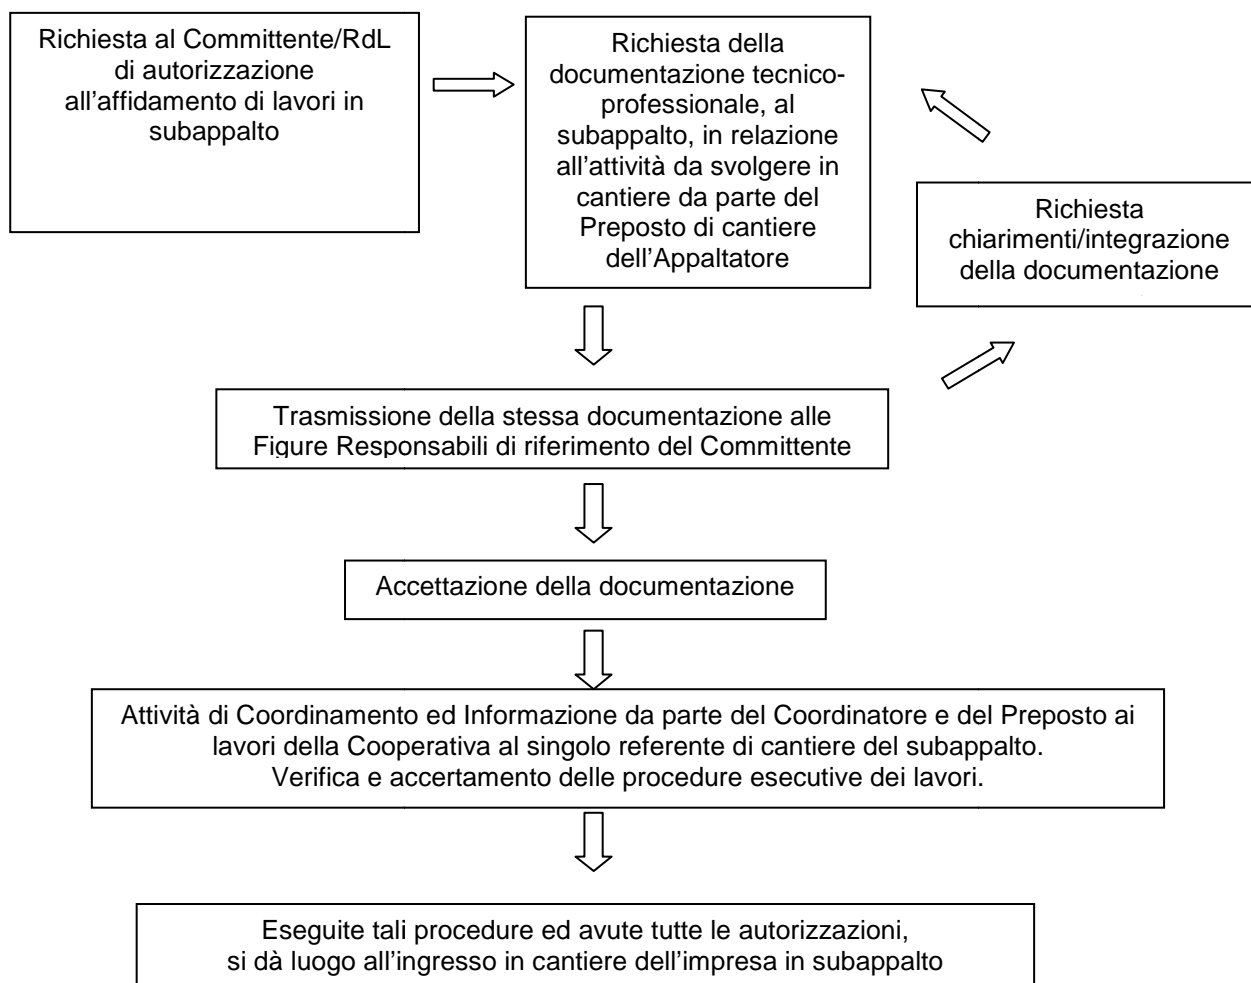 Richiesta al Committente/RdL
di autorizzazione
all'affidamento di lavori in
subappalto
Richiesta della
documentazione tecnico-
professionale, al
subappalto, in relazione
all'attività da svolgere in
cantiere da parte del
Preposto di cantiere
dell'Appaltatore
Richiesta
chiarimenti/integrazione
della documentazione
Trasmissione della stessa documentazione alle
Figure Responsabili di riferimento del Committente
Accettazione della documentazione
Attività di Coordinamento ed Informazione da parte del Coordinatore e del Preposto ai
lavori della Cooperativa al singolo referente di cantiere del subappalto.
Verifica e accertamento delle procedure esecutive dei lavori.
Eseguite tali procedure ed avute tutte le autorizzazioni,
si dà luogo all'ingresso in cantiere dell'impresa in subappalto